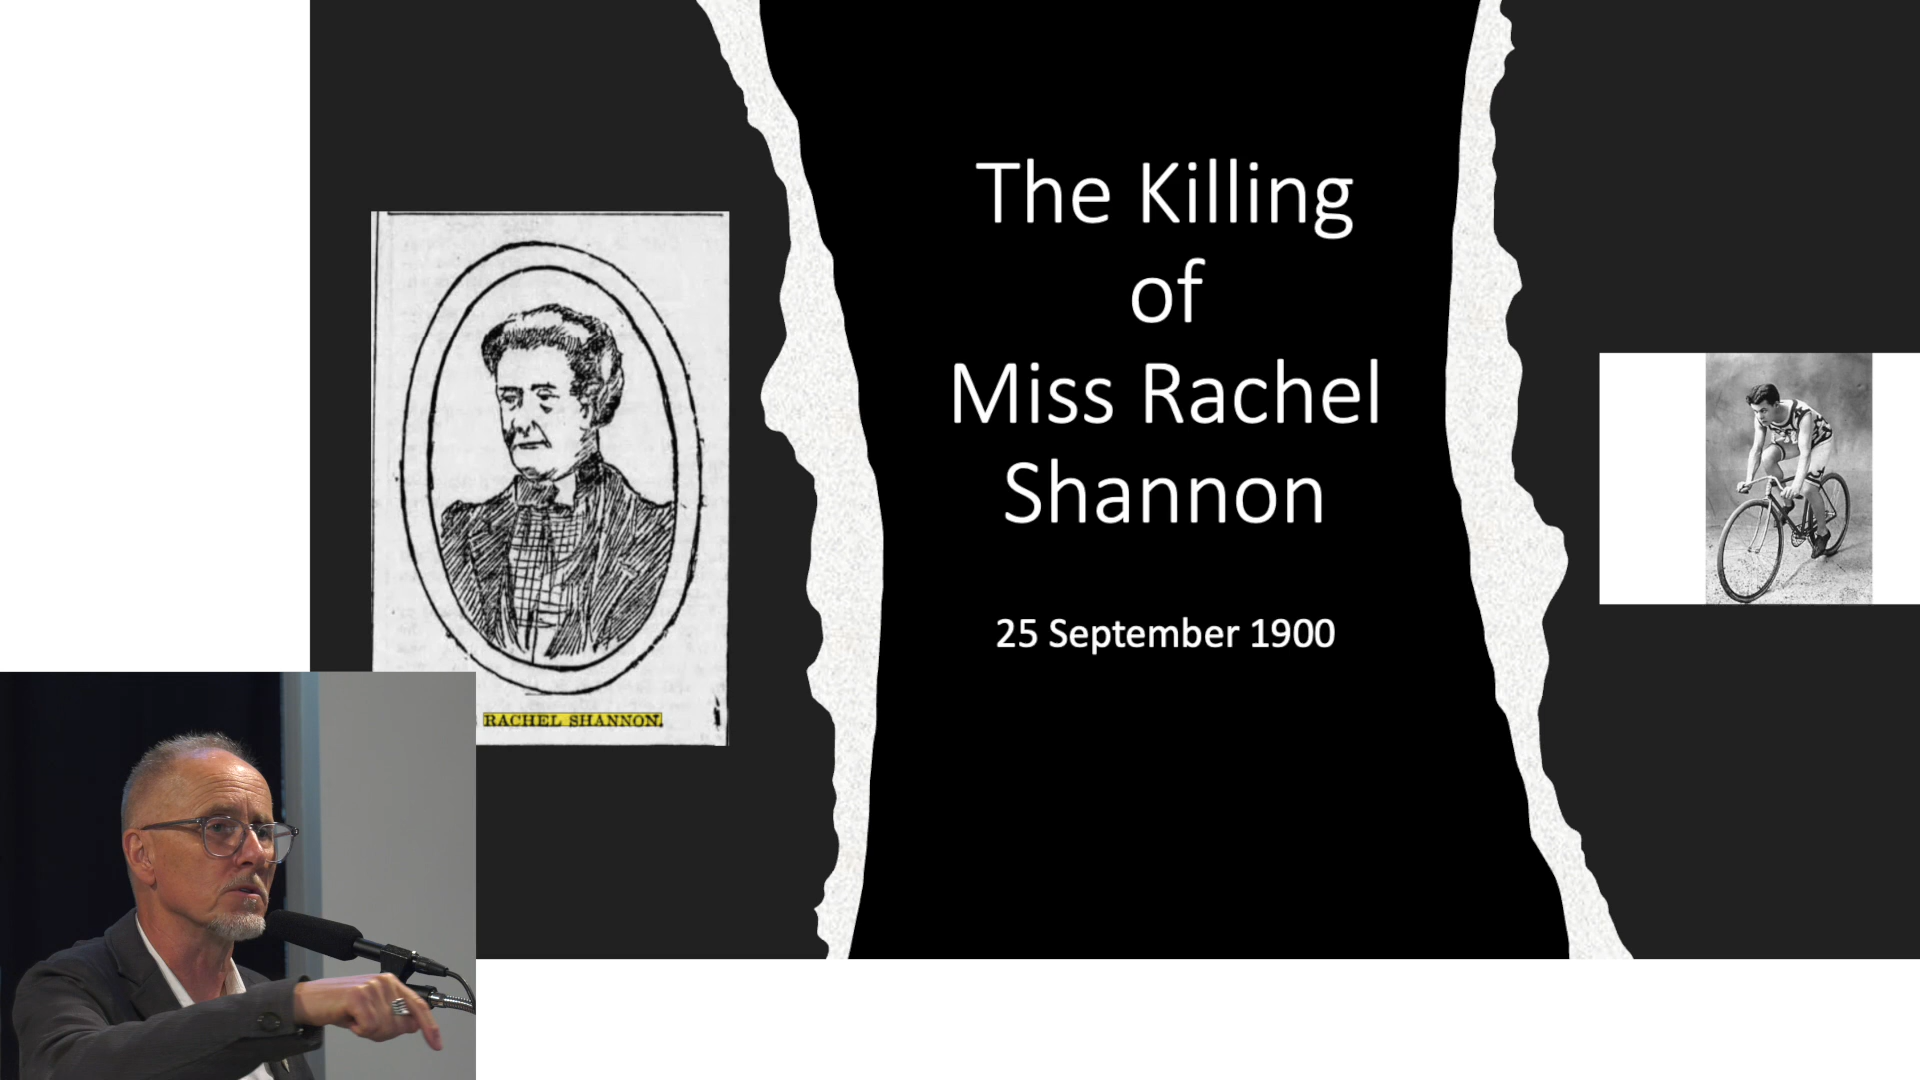 The Killing
of
Miss Rachel
Shannon
25 September 1900
RACHEL SHANNON.